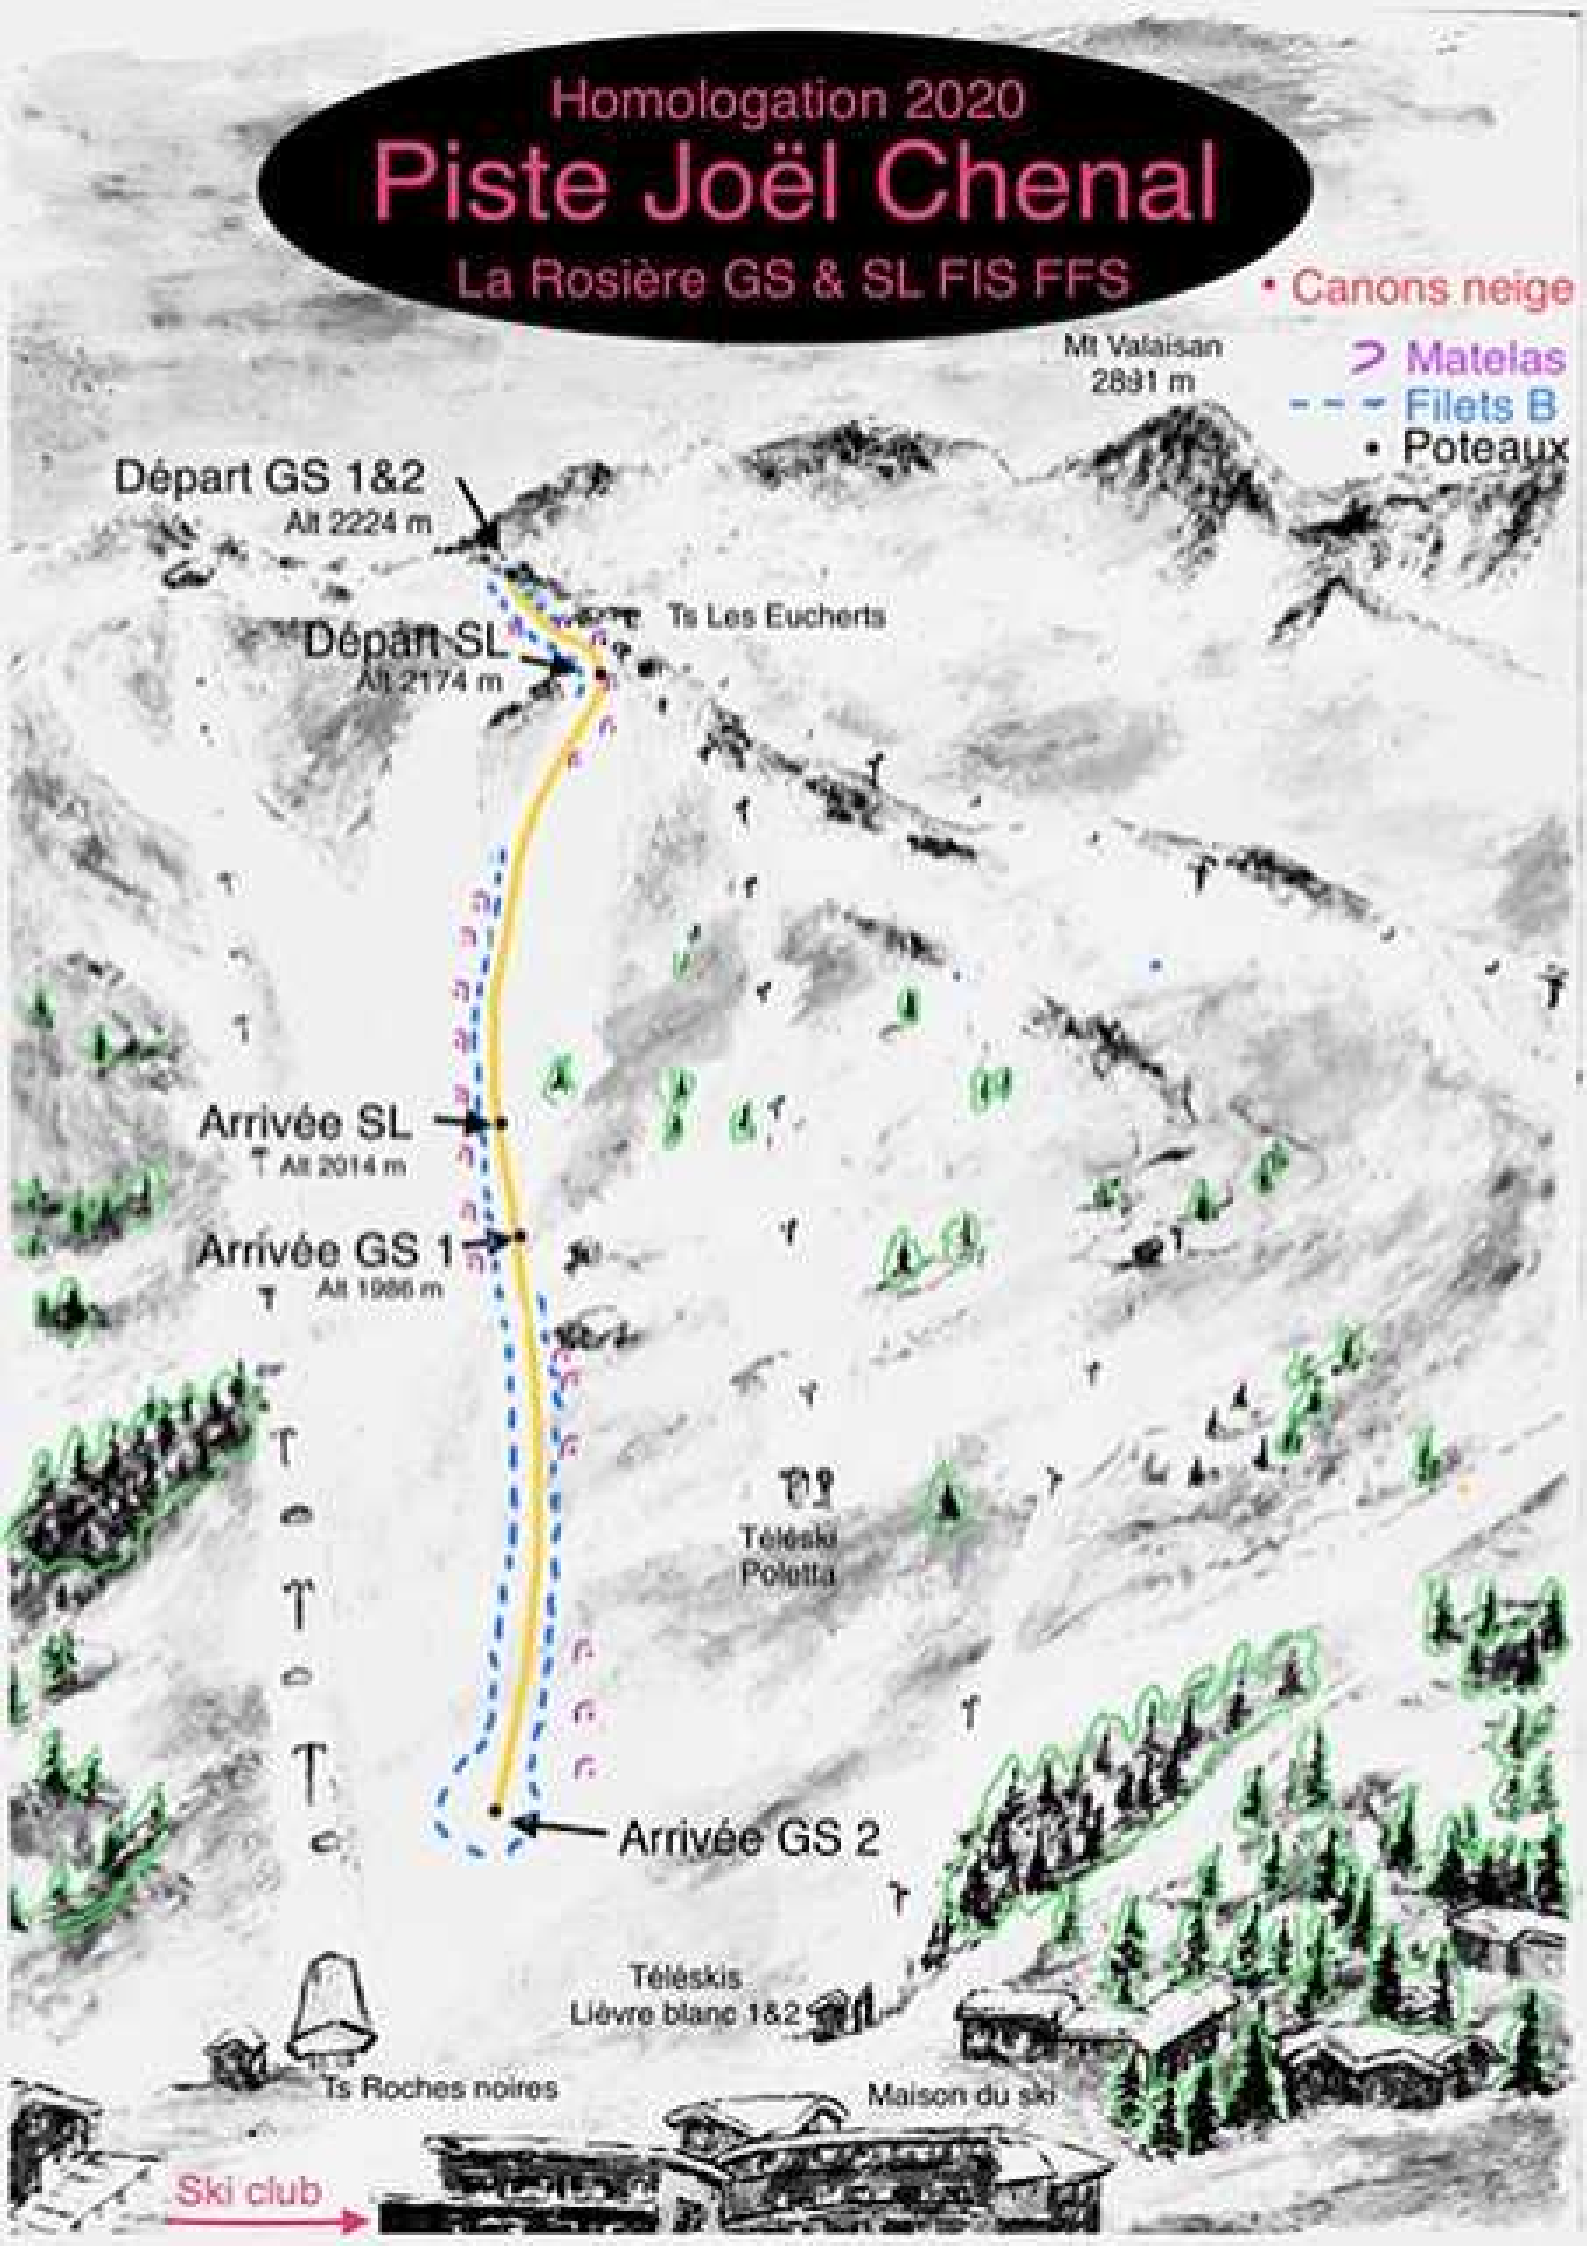 Homologation 2020
Piste Joël Chenal
La Rosière GS & SL FIS FFS
• Canons neige
Matelas
Filets B
• Poteaux
Mt Valaisan
2891 m
Départ GS 1&2
Alt 2224 m
Ts Les Eucherts
Départ SL
Alt 2174 m
Arrivée SL
Alt 2014 m
Arrivée GS 1
Alt 1986 m
Téléski
Poletta
Arrivée GS 2
Téléskis
Lièvre blanc 1&2
Ts Roches noires
Maison du ski
Ski club